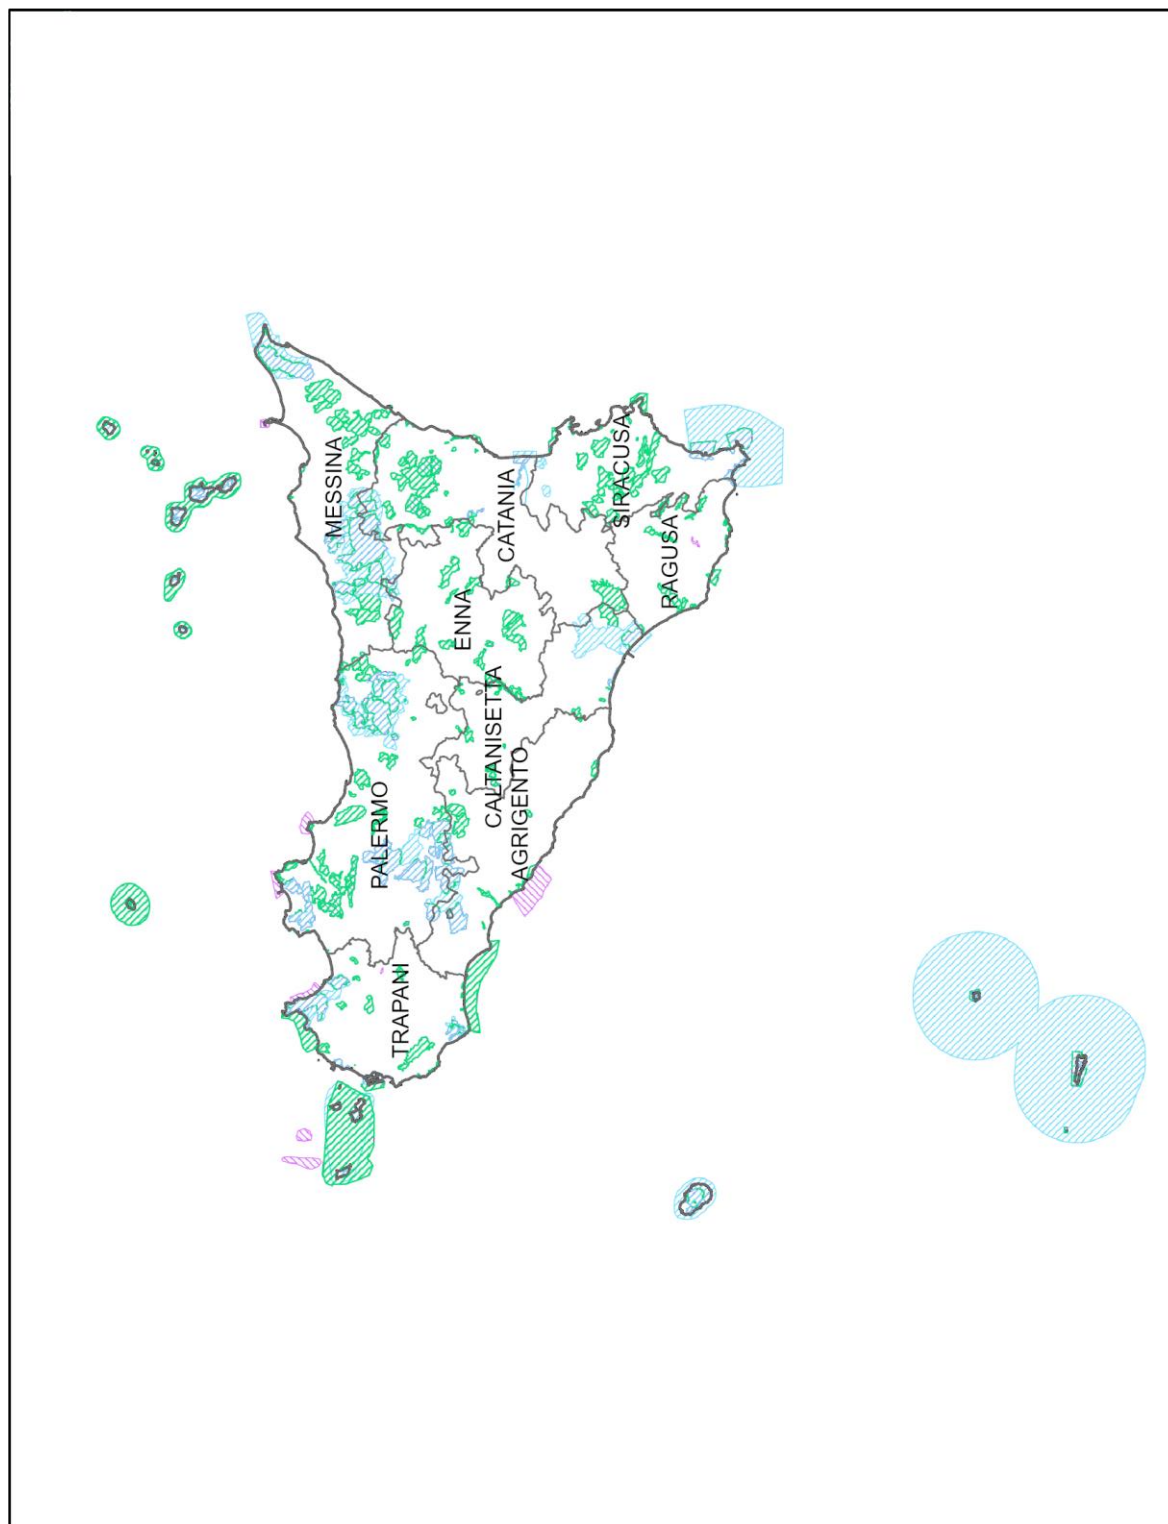 MESSINA
PALERMO
TRAPANI
ENNA
CATANIA
CALTANISETTA
AGRIGENTO
SIRACUSA
RAGUSA